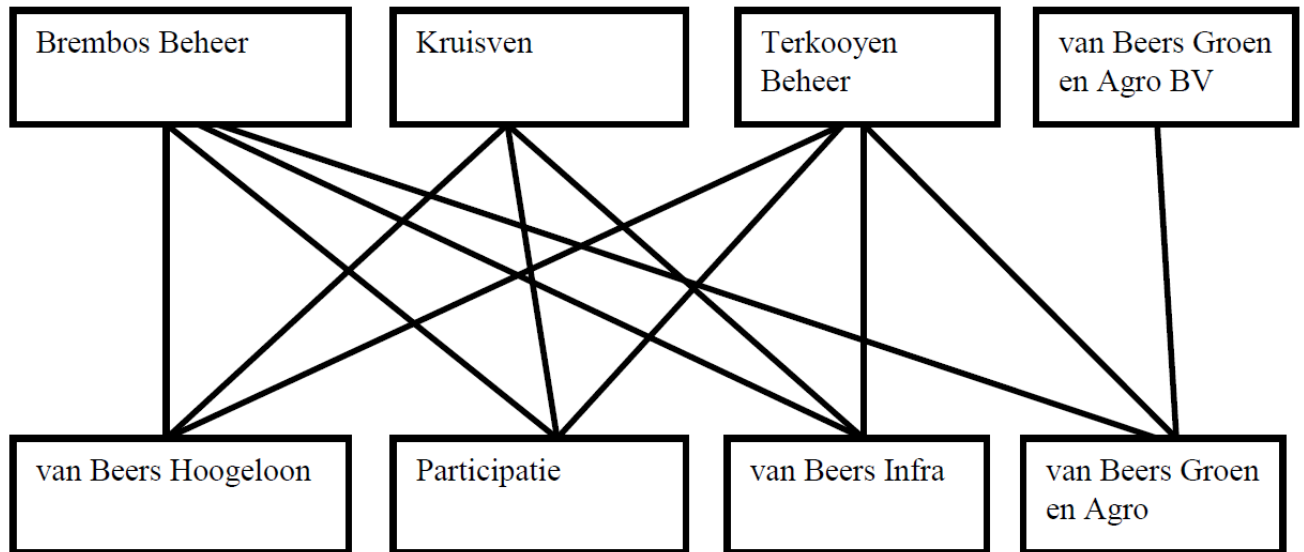 Brembos Beheer
Kruisven
Terkooyen
Beheer
van Beers Groen
en Agro BV
van Beers Hoogeloon
Participatie
van Beers Infra
van Beers Groen
en Agro